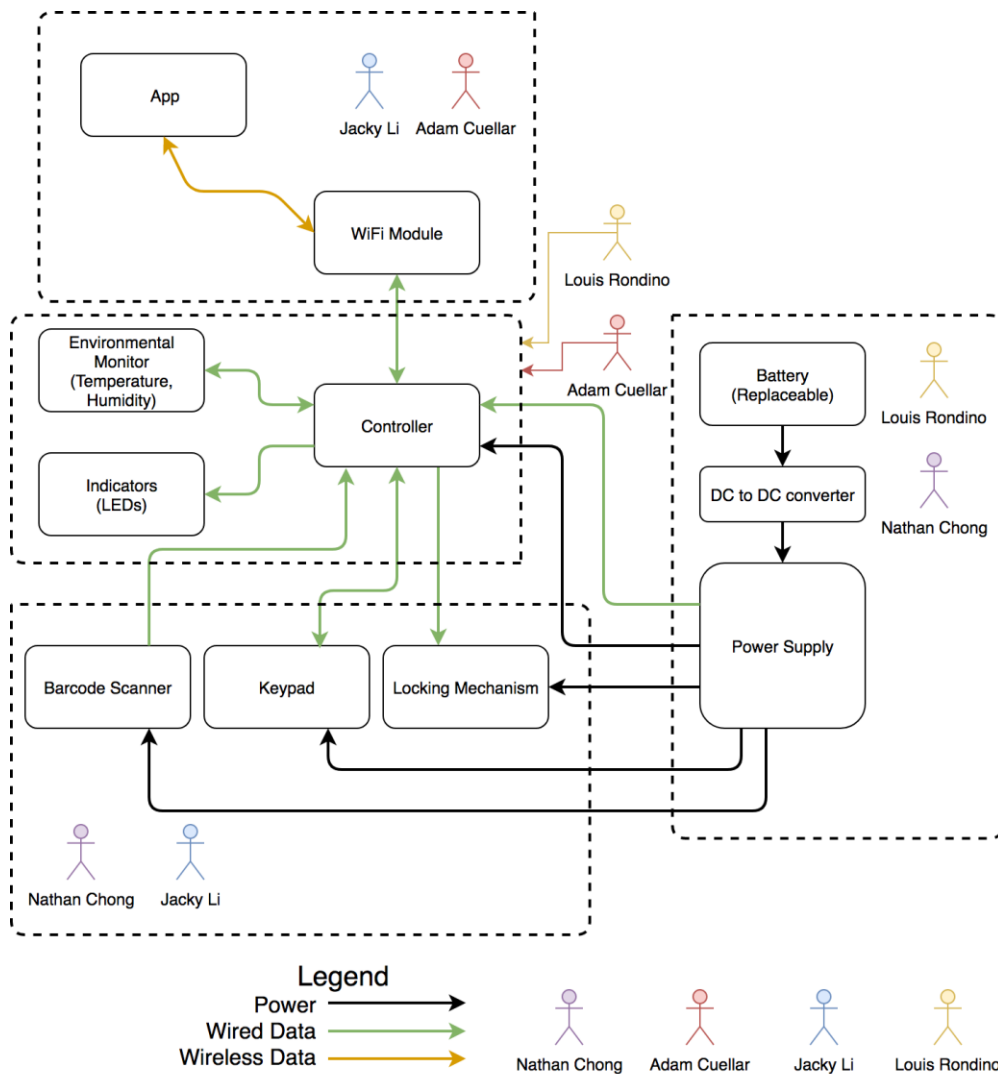 App
Jacky Li
Adam Cuellar
WiFi Module
Louis Rondino
Environmental
Monitor
(Temperature,
Humidity)
Adam Cuellar
Battery
(Replaceable)
Louis Rondino
Controller
Indicators
(LEDs)
DC to DC converter
Nathan Chong
Barcode Scanner
Keypad
Locking Mechanism
Power Supply
Nathan Chong
Jacky Li
Legend
Power
Wired Data
Wireless Data
Nathan Chong
Adam Cuellar
Jacky Li
Louis Rondino